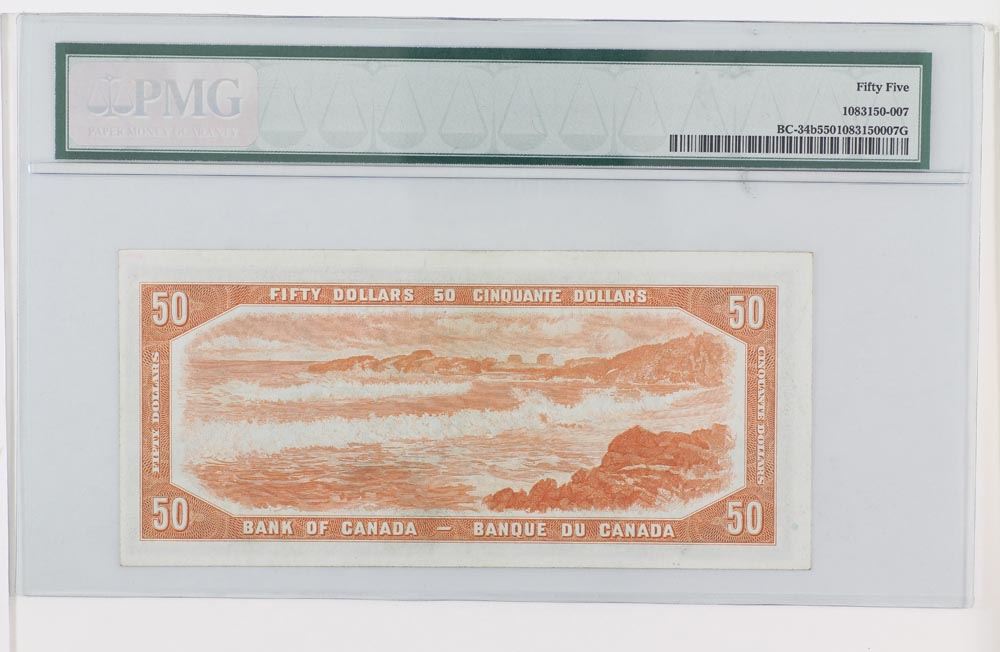 PMG
PAPER MONEY GUARANTY
Fifty Five
1083150-007
BC-34b5501083150007G
FIFTY DOLLARS 50 CINQUANTE DOLLARS
50
50
FIFTY DOLLARS
CINQUANTE DOLLARS
50
50
BANK OF CANADA — BANQUE DU CANADA